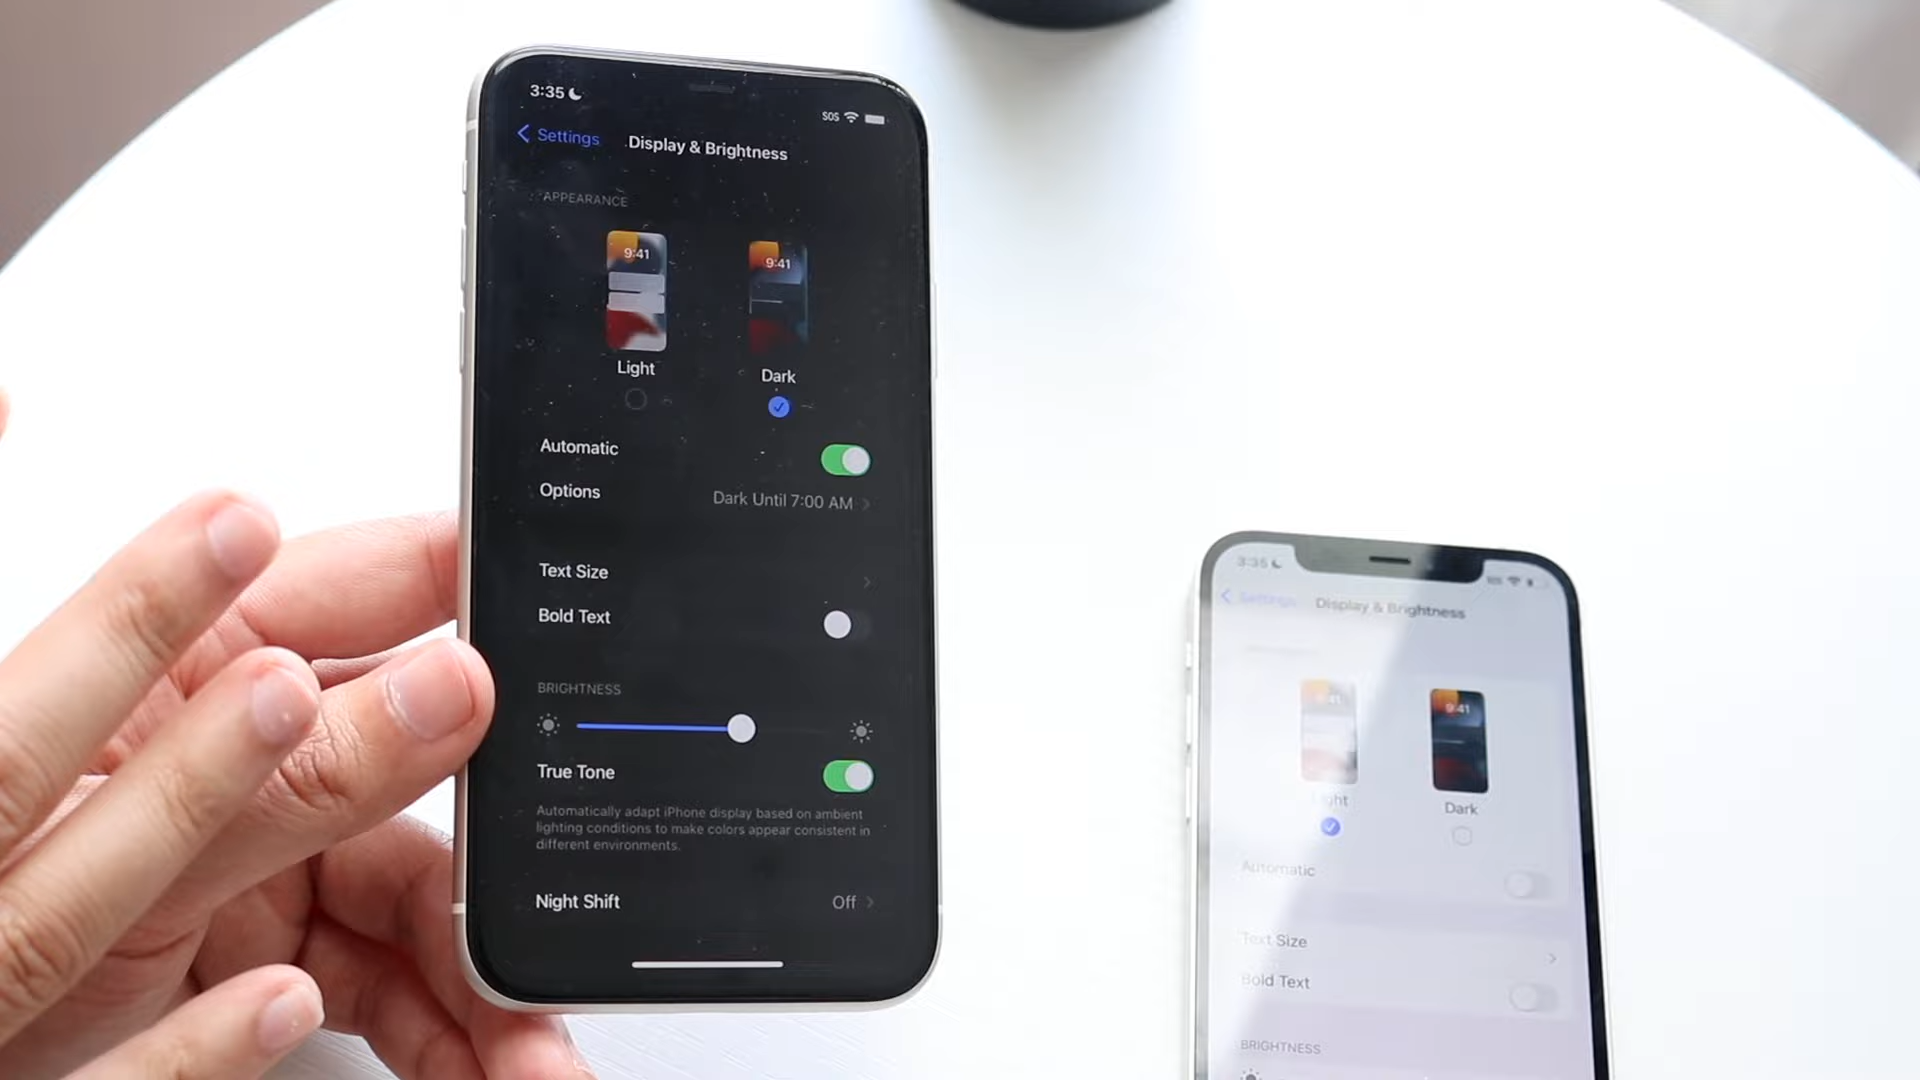 3:35
SOS
Settings
Display & Brightness
APPEARANCE
9:41
9:41
Light
Dark
Automatic
Options
Dark Until 7:00 AM
Text Size
Bold Text
BRIGHTNESS
True Tone
Automatically adapt iPhone display based on ambient
lighting conditions to make colors appear consistent in
different environments.
Night Shift
Off
3:35
Settings
Display & Brightness
9:41
Light
Dark
Automatic
Text Size
Bold Text
BRIGHTNESS